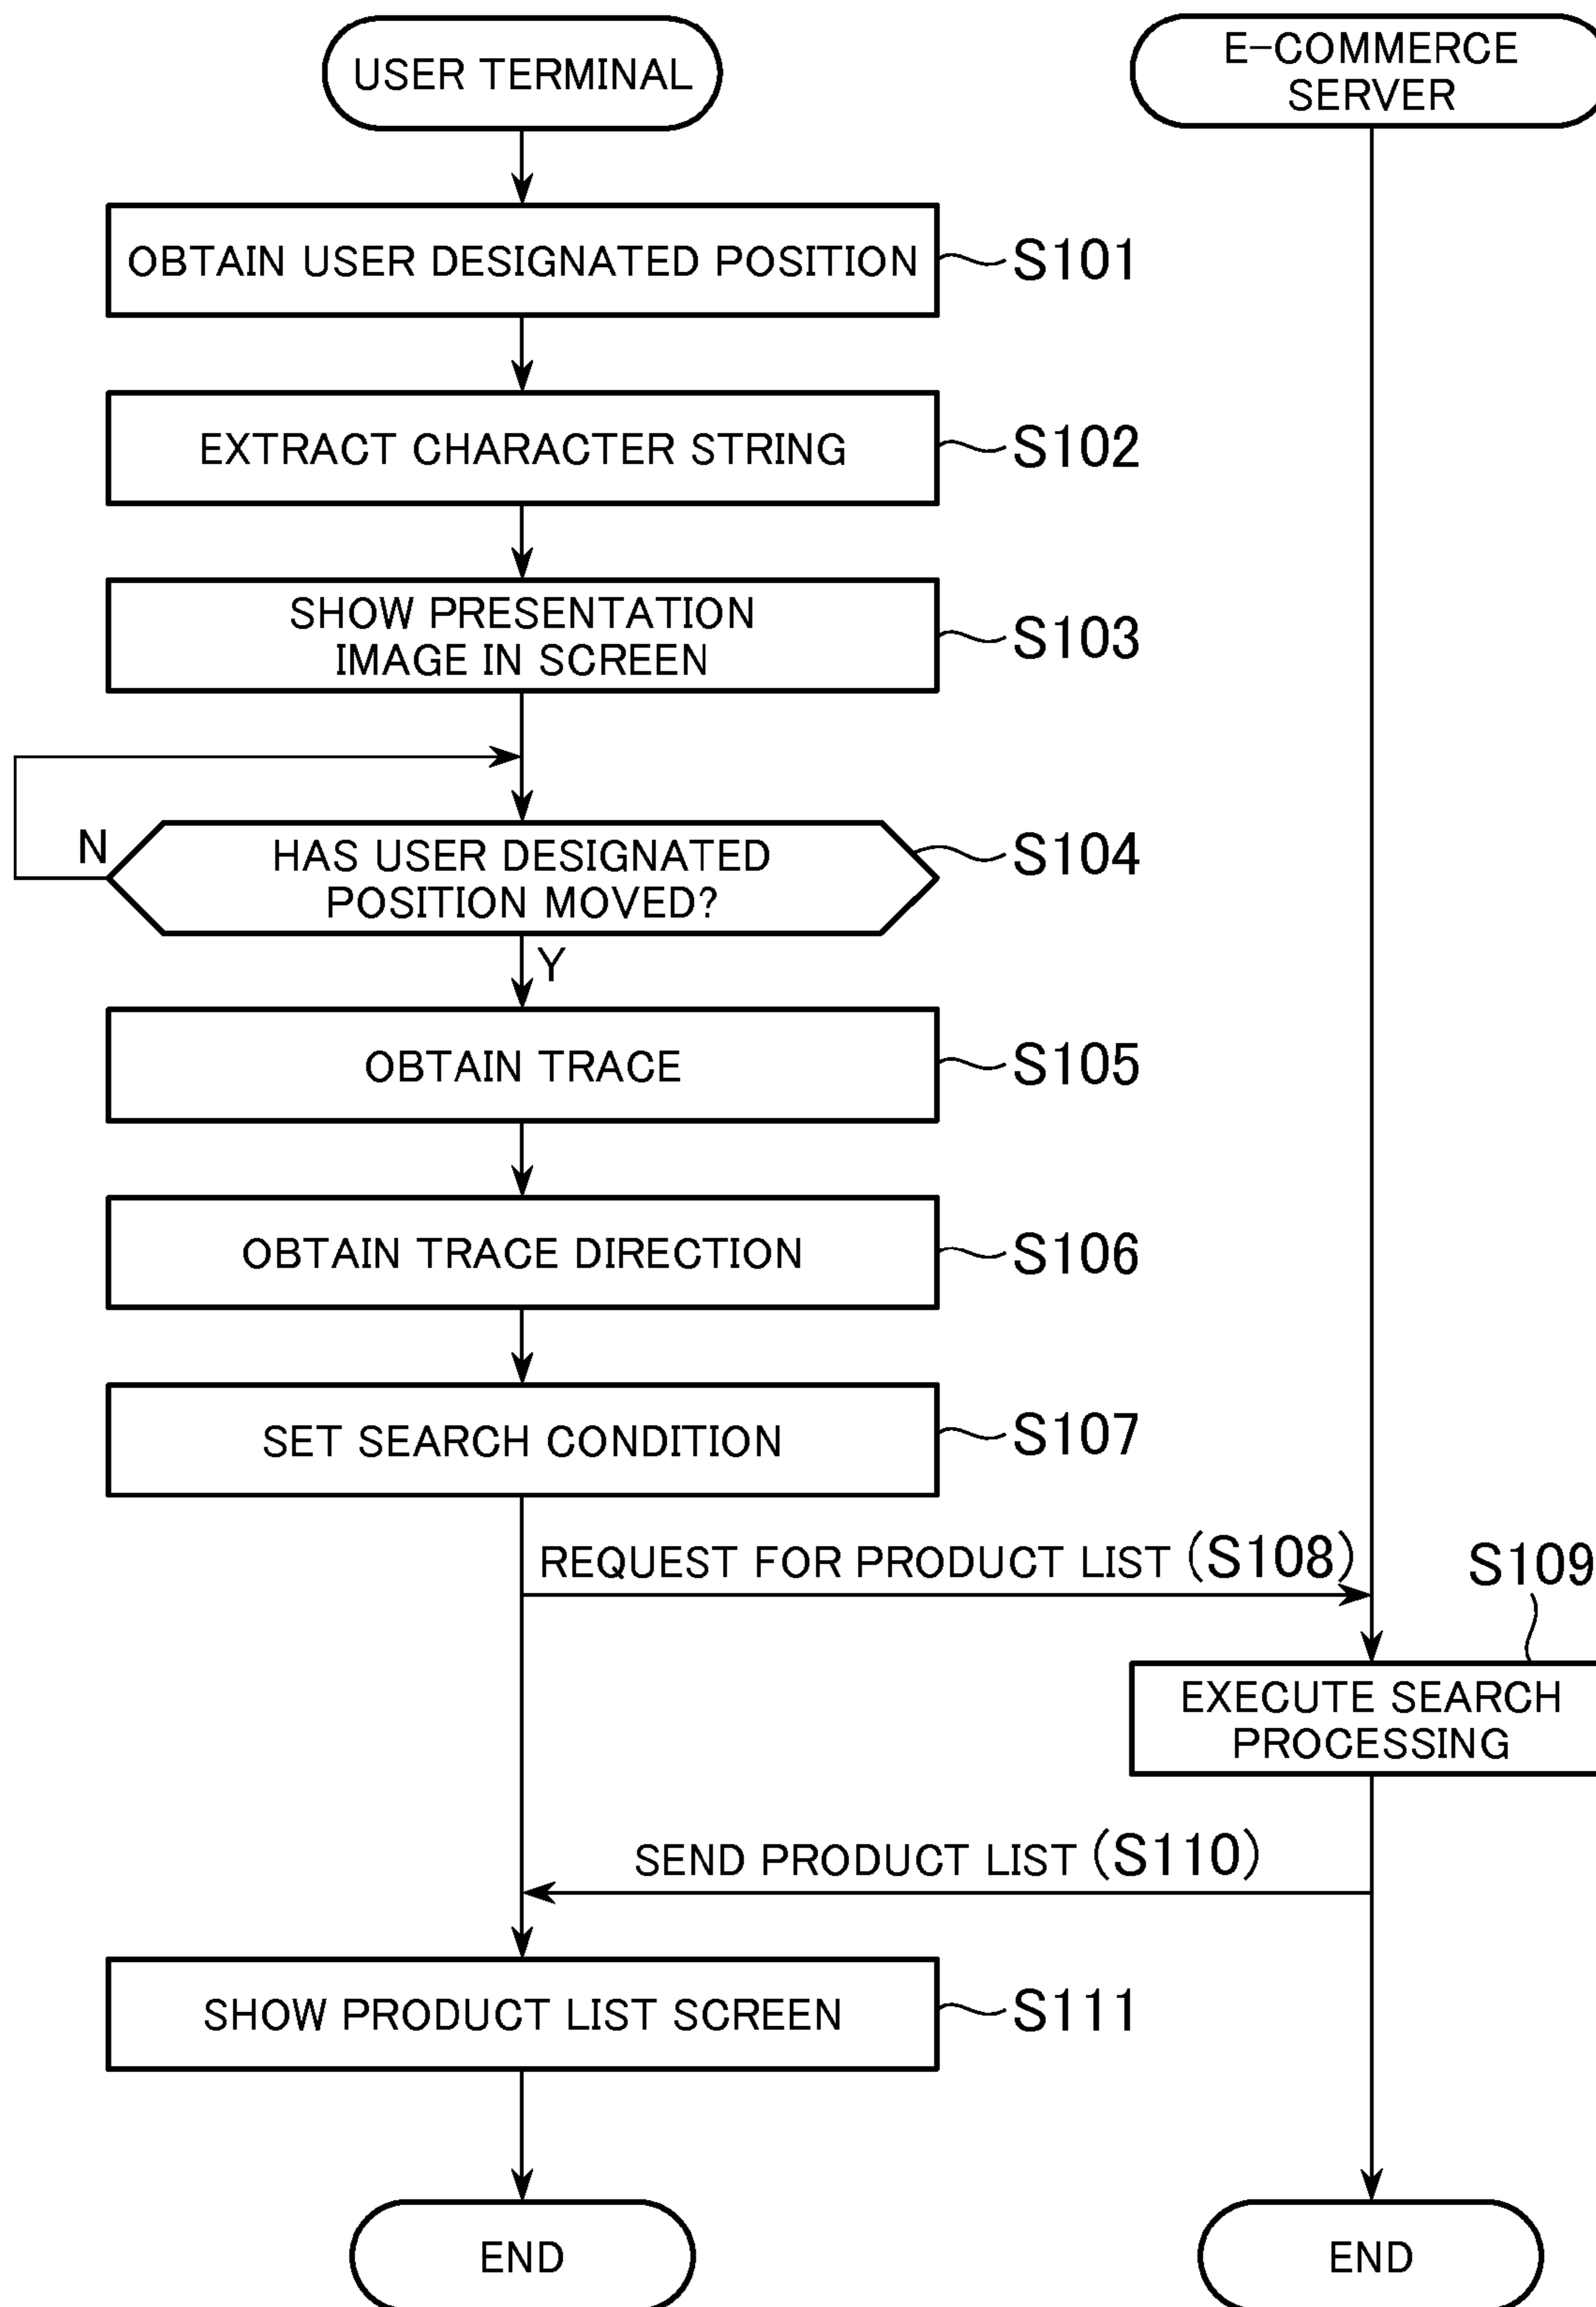 USER TERMINAL
E-COMMERCE
SERVER
OBTAIN USER DESIGNATED POSITION
S101
EXTRACT CHARACTER STRING
S102
SHOW PRESENTATION
IMAGE IN SCREEN
S103
N
HAS USER DESIGNATED
POSITION MOVED?
S104
Y
OBTAIN TRACE
S105
OBTAIN TRACE DIRECTION
S106
SET SEARCH CONDITION
S107
REQUEST FOR PRODUCT LIST (S108)
S109
EXECUTE SEARCH
PROCESSING
SEND PRODUCT LIST (S110)
SHOW PRODUCT LIST SCREEN
S111
END
END